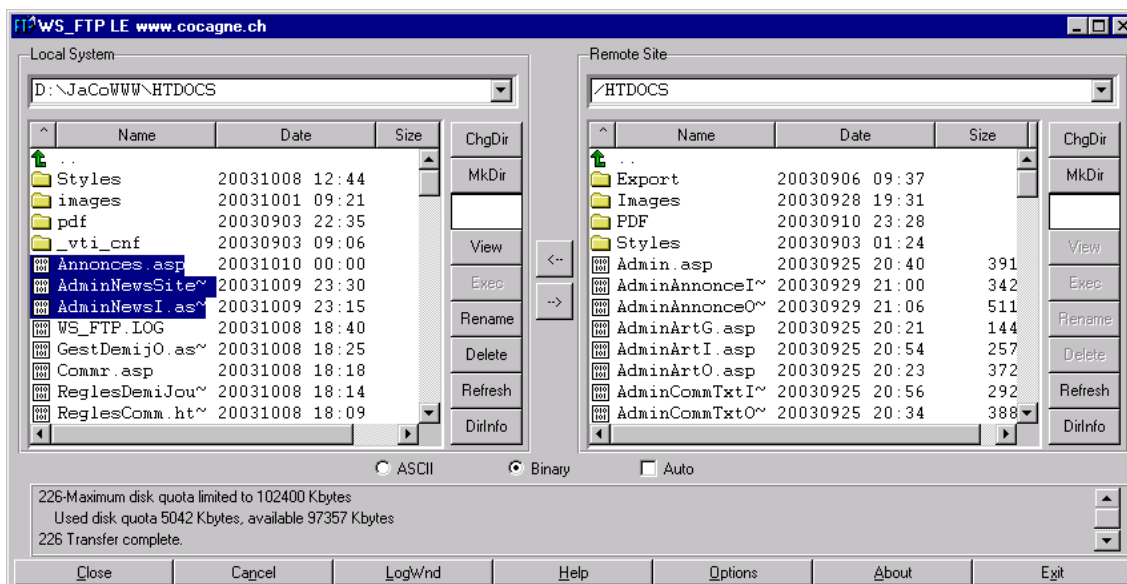 WS_FTP LE www.cocagne.ch
Local System
D:\JaCoWWW\HTDOCS
^ Name Date Size
..
Styles 20031008 12:44
images 20031001 09:21
pdf 20030903 22:35
_vti_cnf 20030903 09:06
Annonces.asp 20031010 00:00
AdminNewsSite~ 20031009 23:30
AdminNewsI.as~ 20031009 23:15
WS_FTP.LOG 20031008 18:40
GestDemijO.as~ 20031008 18:25
Commr.asp 20031008 18:18
ReglesDemiJou~ 20031008 18:14
ReglesComm.ht~ 20031008 18:09
ChgDir
MkDir
View
Exec
Rename
Delete
Refresh
DirInfo
<--
-->
Remote Site
/HTDOCS
^ Name Date Size
..
Export 20030906 09:37
Images 20030928 19:31
PDF 20030910 23:28
Styles 20030903 01:24
Admin.asp 20030925 20:40 391
AdminAnnonceI~ 20030929 21:00 342
AdminAnnonceO~ 20030929 21:06 511
AdminArtG.asp 20030925 20:21 144
AdminArtI.asp 20030925 20:54 257
AdminArtO.asp 20030925 20:23 372
AdminCommTxtI~ 20030925 20:56 292
AdminCommTxtO~ 20030925 20:34 388
ChgDir
MkDir
View
Exec
Rename
Delete
Refresh
DirInfo
ASCII Binary Auto
226-Maximum disk quota limited to 102400 Kbytes
Used disk quota 5042 Kbytes, available 97357 Kbytes
226 Transfer complete.
Close Cancel LogWnd Help Options About Exit